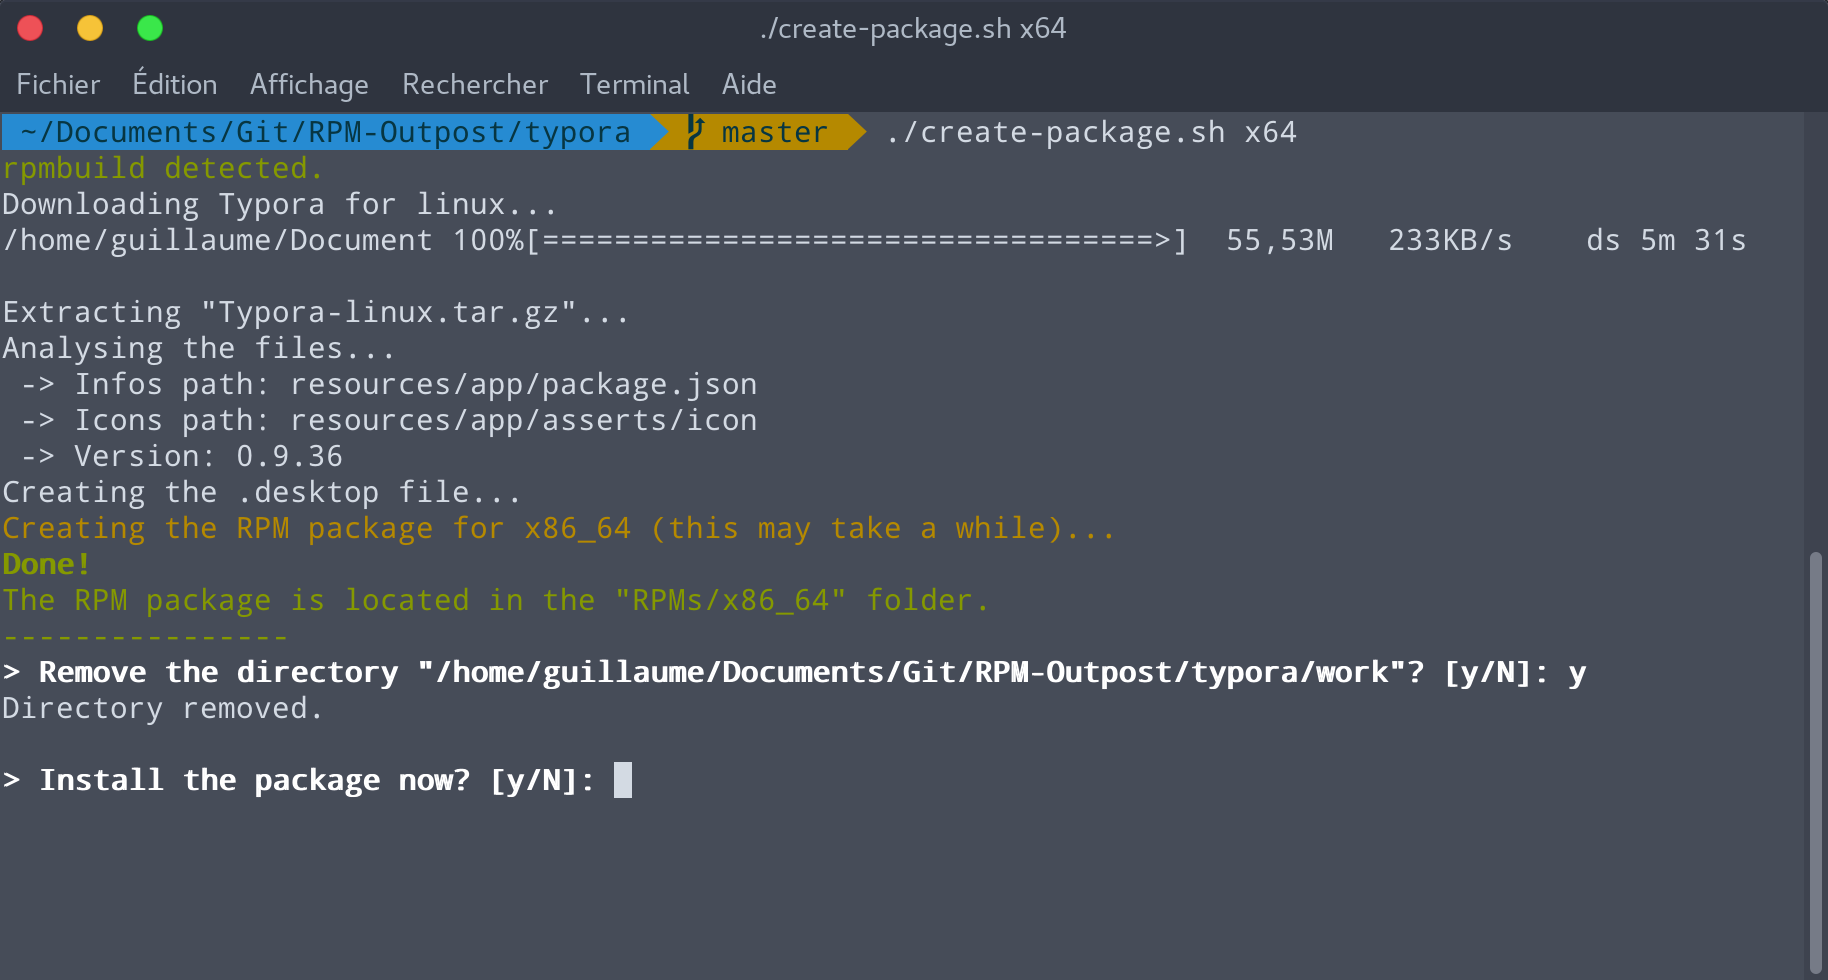 ./create-package.sh x64
Fichier Édition Affichage Rechercher Terminal Aide
~/Documents/Git/RPM-Outpost/typora master ./create-package.sh x64
rpmbuild detected.
Downloading Typora for linux...
/home/guillaume/Document 100%[==================================>] 55,53M 233KB/s ds 5m 31s
Extracting "Typora-linux.tar.gz"...
Analysing the files...
-> Infos path: resources/app/package.json
-> Icons path: resources/app/asserts/icon
-> Version: 0.9.36
Creating the .desktop file...
Creating the RPM package for x86_64 (this may take a while)...
Done!
The RPM package is located in the "RPMs/x86_64" folder.
----------------
> Remove the directory "/home/guillaume/Documents/Git/RPM-Outpost/typora/work"? [y/N]: y
Directory removed.
> Install the package now? [y/N]: